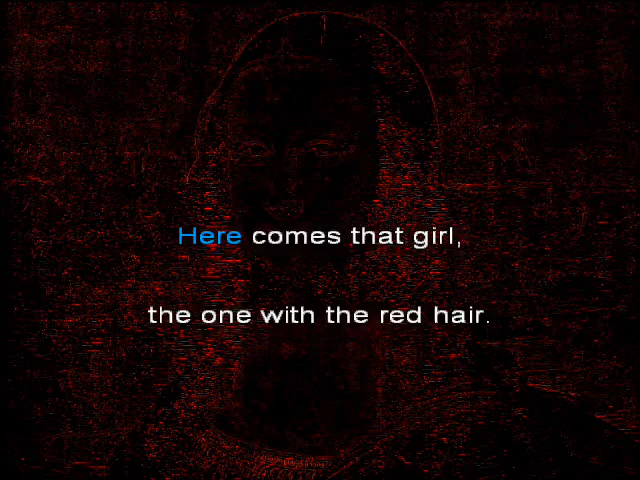 Here comes that girl,
the one with the red hair.